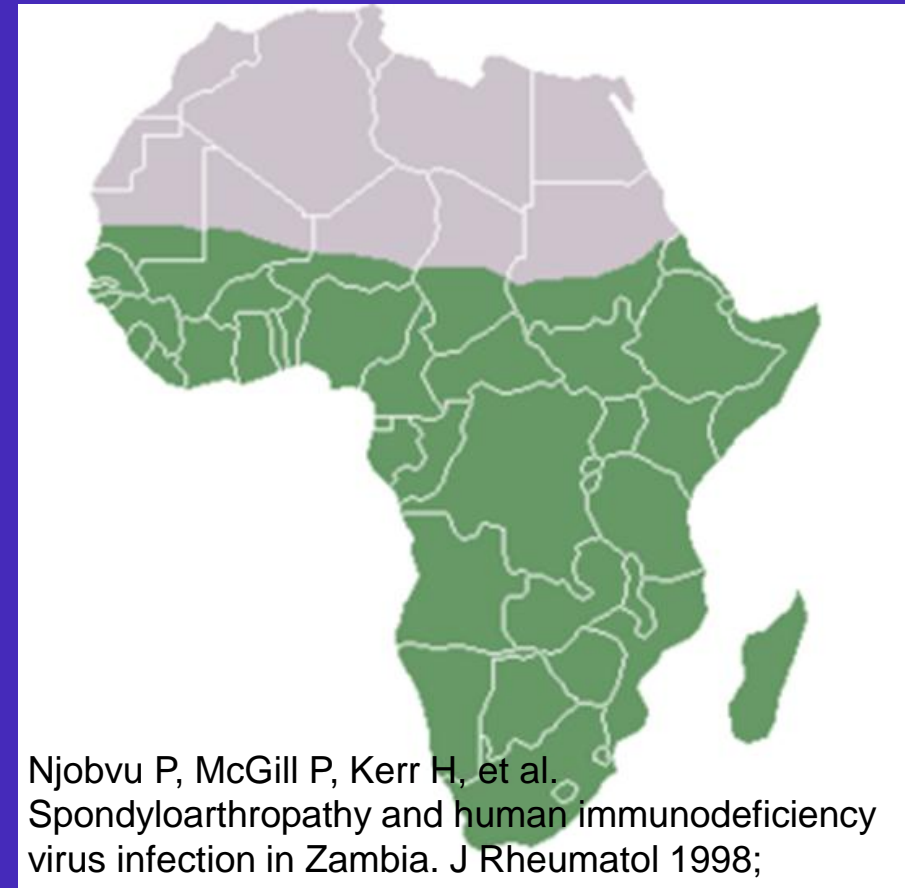 Njobvu P, McGill P, Kerr H, et al.
Spondyloarthropathy and human immunodeficiency
virus infection in Zambia. J Rheumatol 1998;